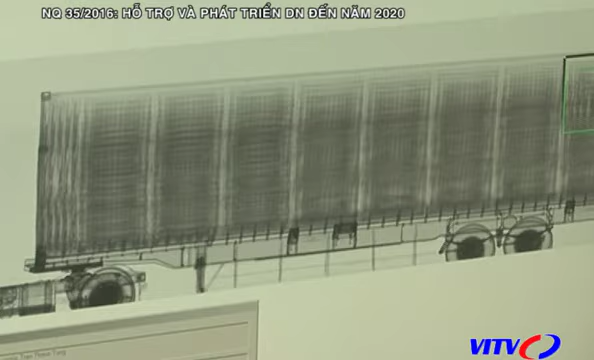 NQ 35/2016: HỖ TRỢ VÀ PHÁT TRIỂN DN ĐẾN NĂM 2020
VITV